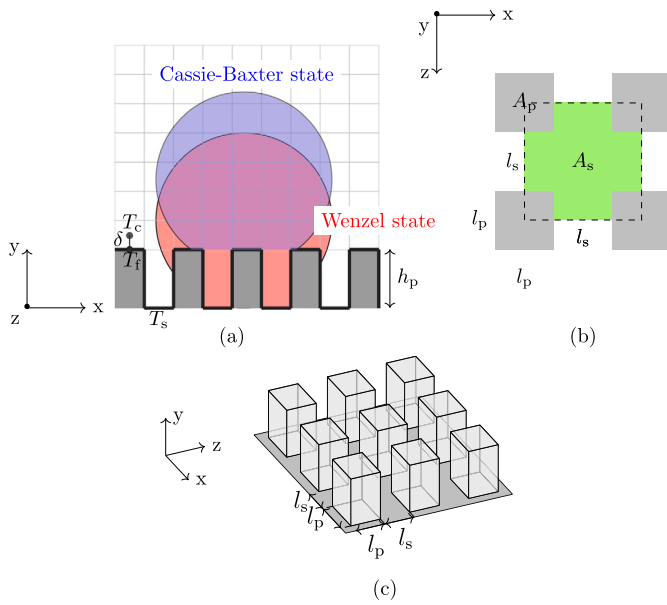 Cassie-Baxter state
Wenzel state
T_c
δ
T_f
T_s
h_p
y
x
z
(a)
y
x
z
A_p
l_s
A_s
l_p
l_s
l_p
(b)
y
z
x
l_s
l_p
l_p
l_s
(c)